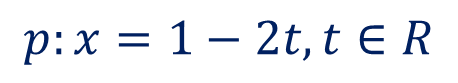 p: x = 1 − 2t, t ∈ R